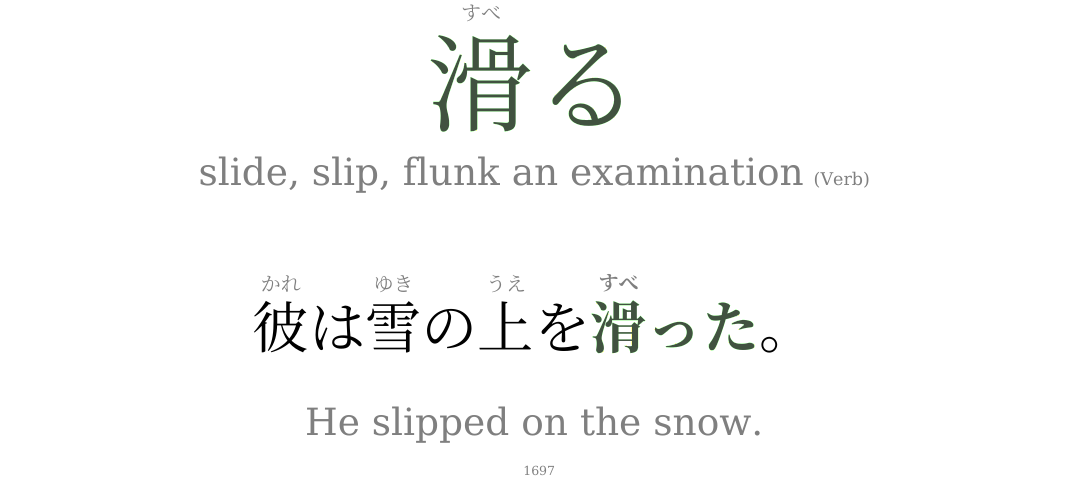 すべ
滑る
slide, slip, flunk an examination (Verb)
かれ ゆき うえ すべ
彼は雪の上を滑った。
He slipped on the snow.
1697